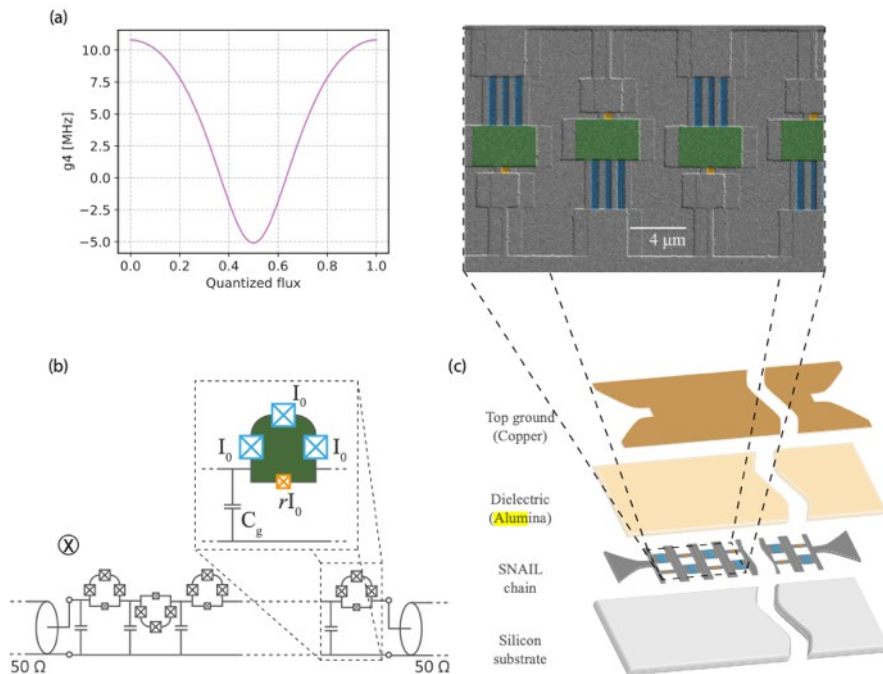 (a)
g4 [MHz]
10.0
7.5
5.0
2.5
0.0
−2.5
−5.0
0.0 0.2 0.4 0.6 0.8 1.0
Quantized flux
4 μm
(b)
I₀
I₀ I₀
rI₀
C_g
X
50 Ω 50 Ω
(c)
Top ground
(Copper)
Dielectric
(Alumina)
SNAIL
chain
Silicon
substrate